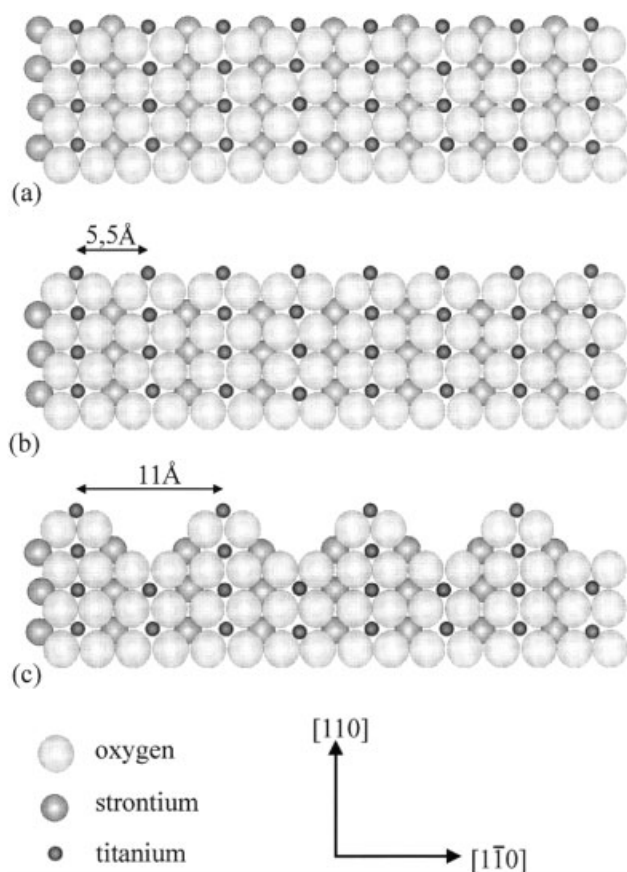 (a)
5,5Å
(b)
11Å
(c)
oxygen
strontium
titanium
[110]
[11̄0]